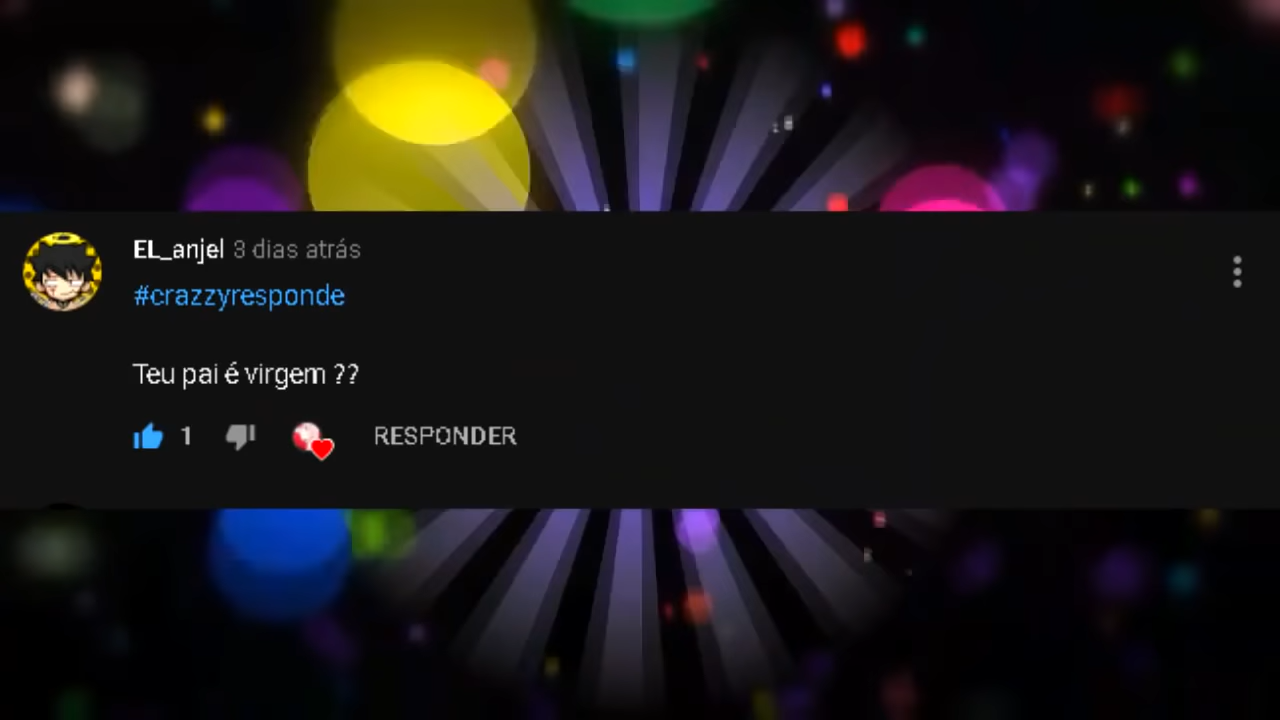 EL_anjel 3 dias atrás
#crazzyresponde
Teu pai é virgem ??
1 RESPONDER